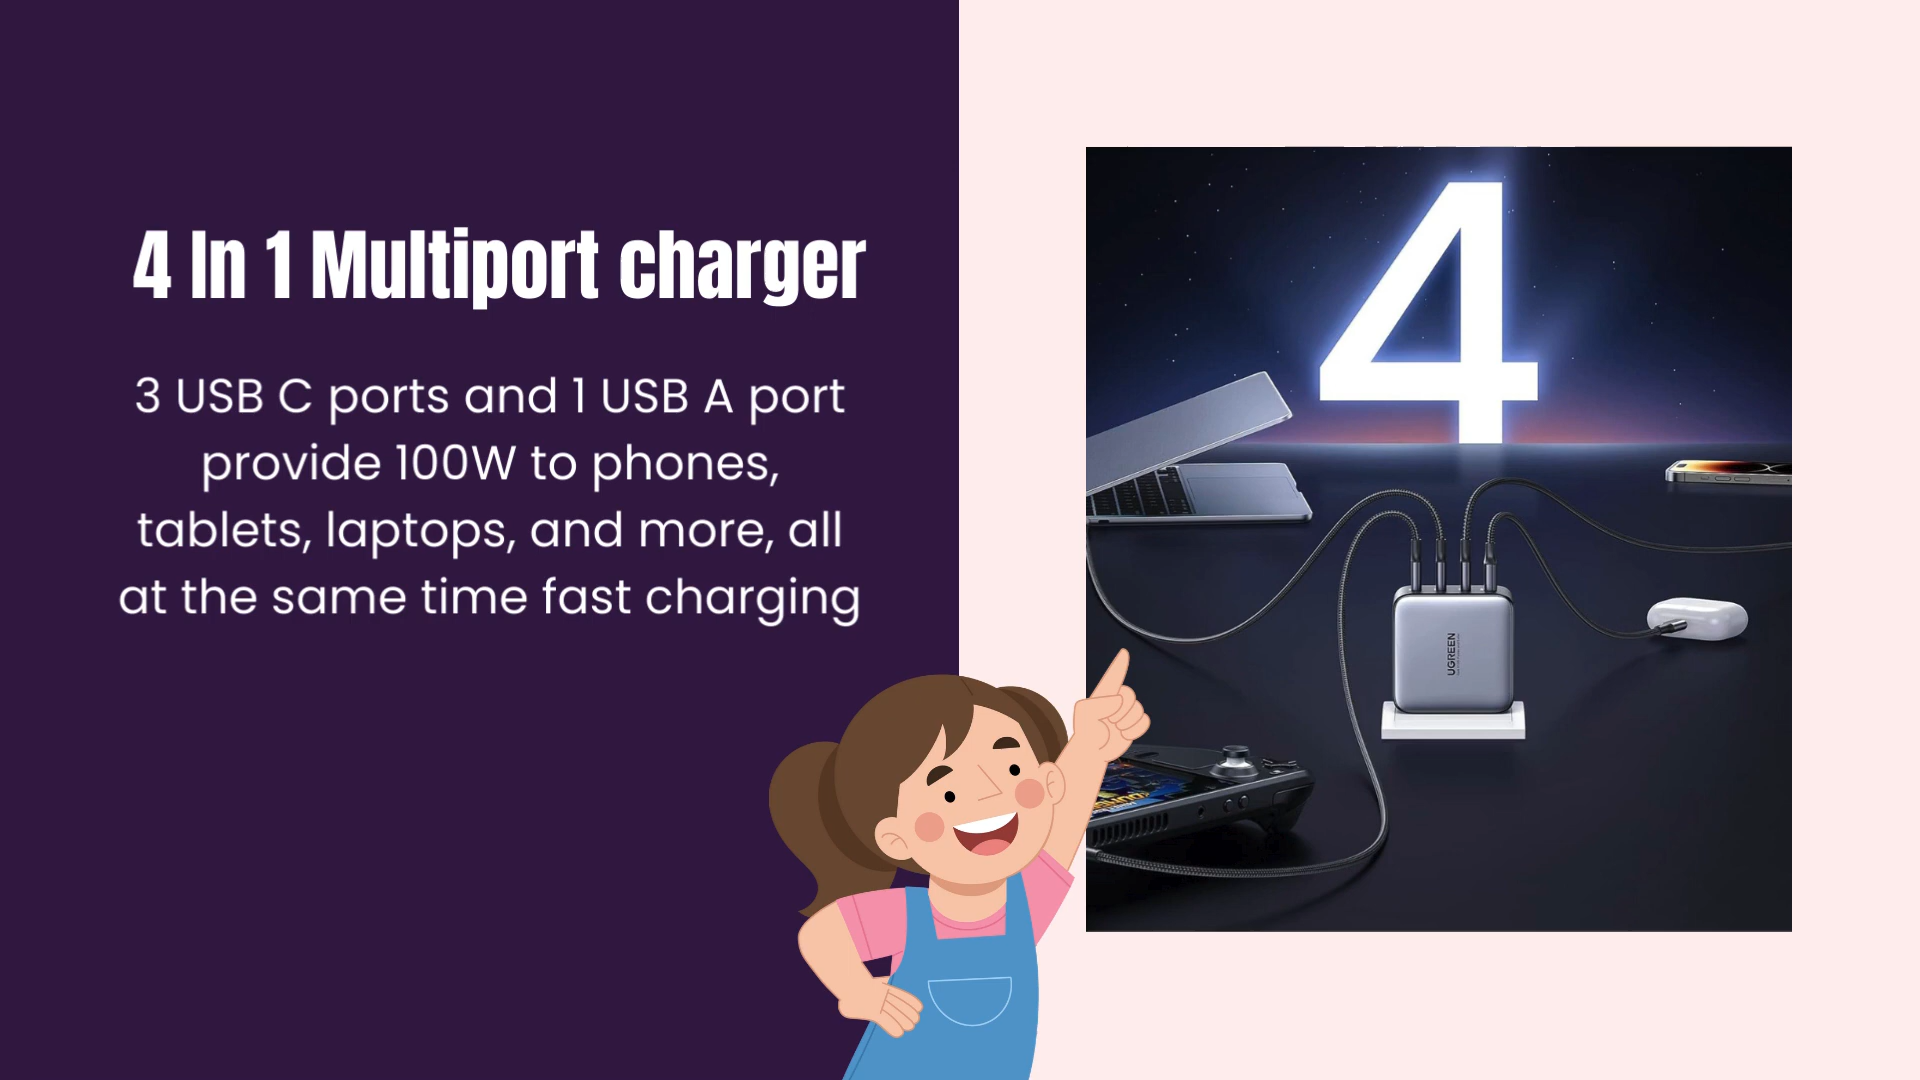 4 In 1 Multiport charger
3 USB C ports and 1 USB A port
provide 100W to phones,
tablets, laptops, and more, all
at the same time fast charging
4
UGREEN